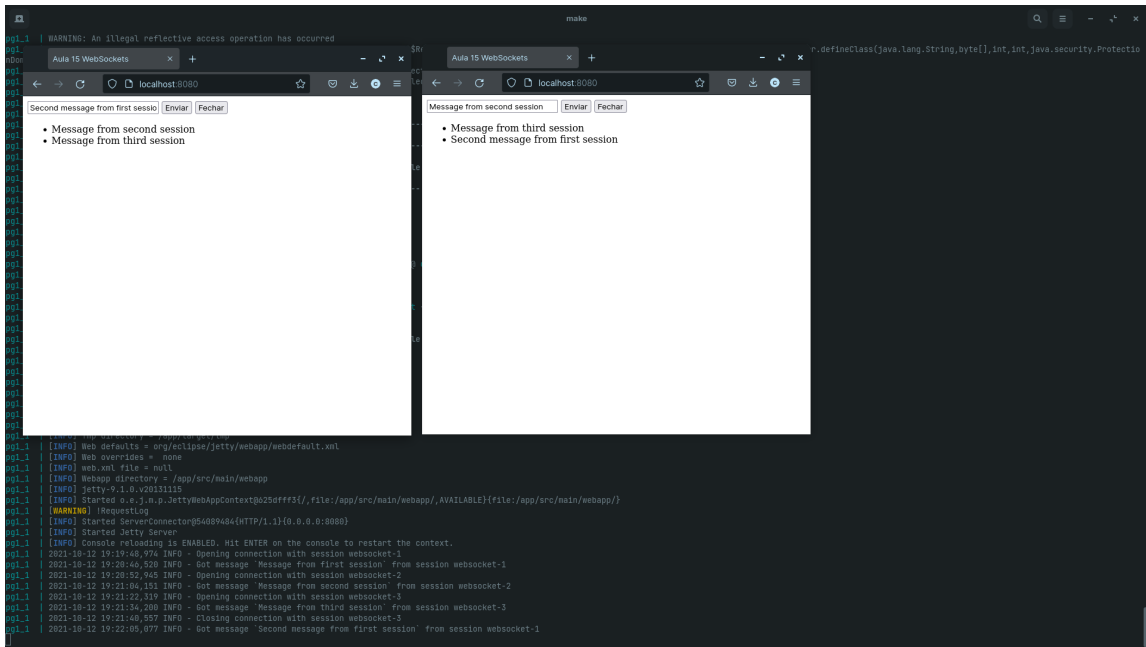 make
pg1_1 | WARNING: An illegal reflective access operation has occurred
r.defineClass(java.lang.String,byte[],int,int,java.security.Protectio
Aula 15 WebSockets
localhost:8080
Second message from first sessio Enviar Fechar
• Message from second session
• Message from third session
Aula 15 WebSockets
localhost:8080
Message from second session Enviar Fechar
• Message from third session
• Second message from first session
pg1_1 | [INFO] Tmp directory = /app/target/tmp
pg1_1 | [INFO] Web defaults = org/eclipse/jetty/webapp/webdefault.xml
pg1_1 | [INFO] Web overrides = none
pg1_1 | [INFO] web.xml file = null
pg1_1 | [INFO] Webapp directory = /app/src/main/webapp
pg1_1 | [INFO] jetty-9.1.0.v20131115
pg1_1 | [INFO] Started o.e.j.m.p.JettyWebAppContext@625dfff3{/,file:/app/src/main/webapp/,AVAILABLE}{file:/app/src/main/webapp/}
pg1_1 | [WARNING] !RequestLog
pg1_1 | [INFO] Started ServerConnector@54089484{HTTP/1.1}{0.0.0.0:8080}
pg1_1 | [INFO] Started Jetty Server
pg1_1 | [INFO] Console reloading is ENABLED. Hit ENTER on the console to restart the context.
pg1_1 | 2021-10-12 19:19:48,974 INFO - Opening connection with session websocket-1
pg1_1 | 2021-10-12 19:20:46,520 INFO - Got message `Message from first session` from session websocket-1
pg1_1 | 2021-10-12 19:20:52,945 INFO - Opening connection with session websocket-2
pg1_1 | 2021-10-12 19:21:04,151 INFO - Got message `Message from second session` from session websocket-2
pg1_1 | 2021-10-12 19:21:22,319 INFO - Opening connection with session websocket-3
pg1_1 | 2021-10-12 19:21:34,200 INFO - Got message `Message from third session` from session websocket-3
pg1_1 | 2021-10-12 19:21:40,557 INFO - Closing connection with session websocket-3
pg1_1 | 2021-10-12 19:22:05,077 INFO - Got message `Second message from first session` from session websocket-1